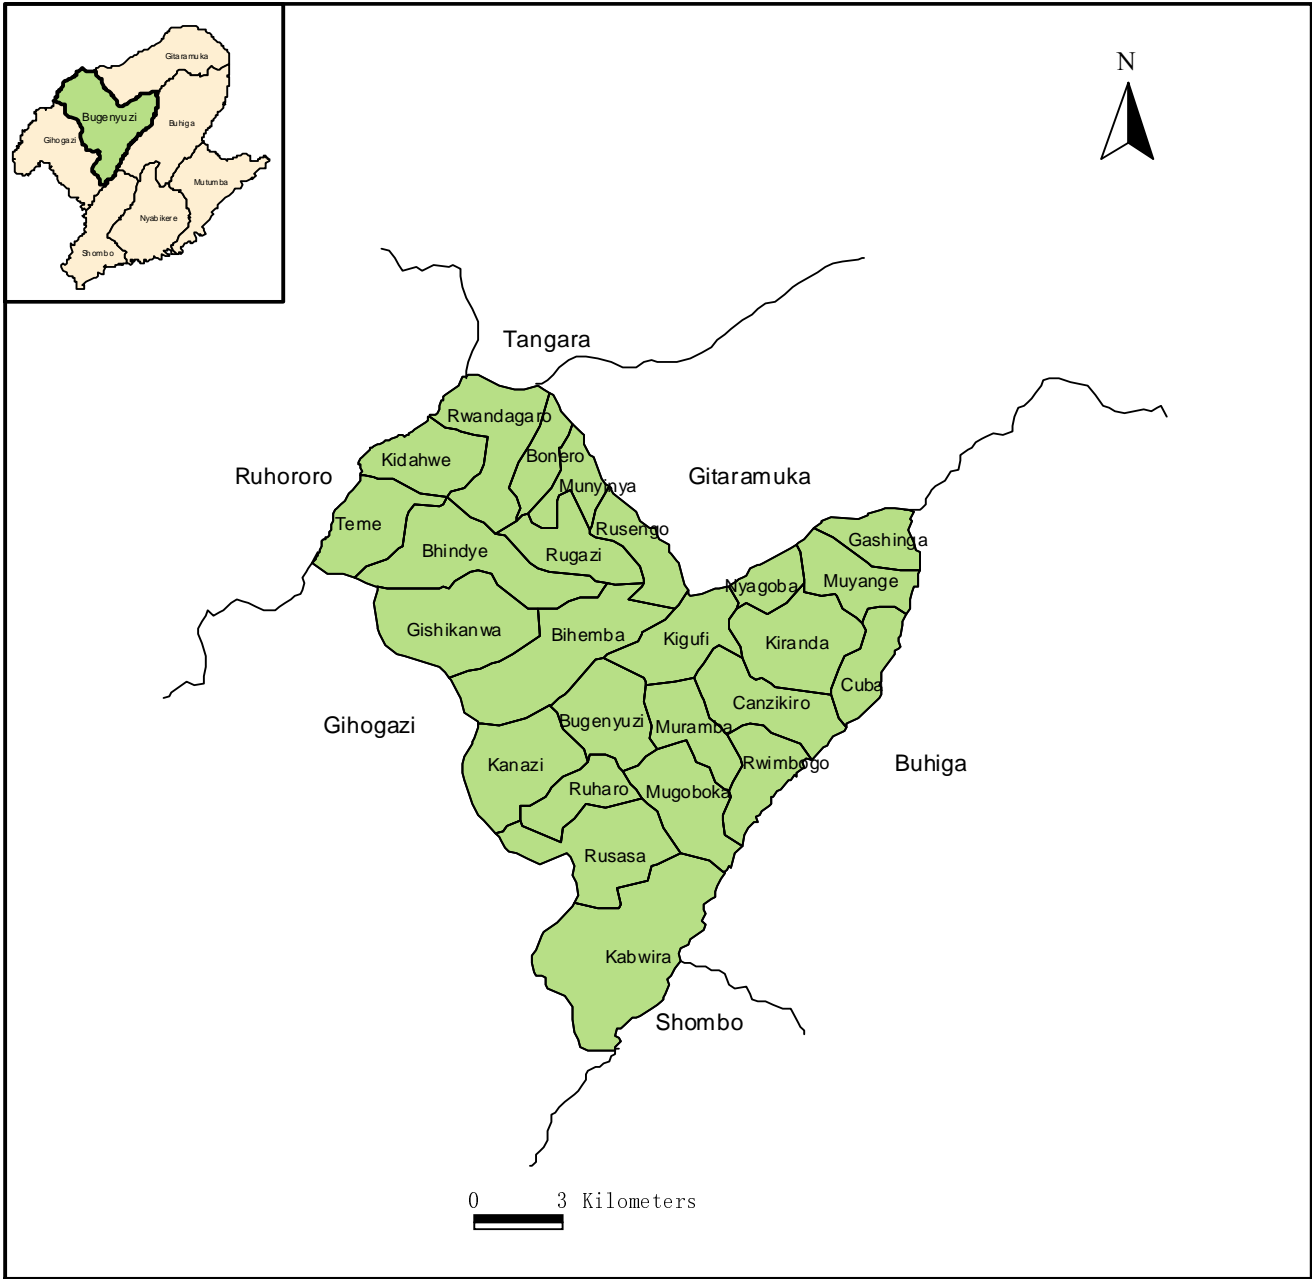 Gitaramuka
Bugenyuzi
Buhiga
Gihogazi
Mutumba
Nyabikere
Shombo
N
Tangara
Rwandagaro
Bonero
Kidahwe
Ruhororo
Gitaramuka
Munyinya
Teme
Rusengo
Gashinga
Bhindye
Rugazi
Nyagoba
Muyange
Gishikanwa
Bihemba
Kigufi
Kiranda
Cuba
Canzikiro
Gihogazi
Bugenyuzi
Muramba
Kanazi
Rwimbogo
Buhiga
Ruharo
Mugoboka
Rusasa
Kabwira
Shombo
0 3 Kilometers